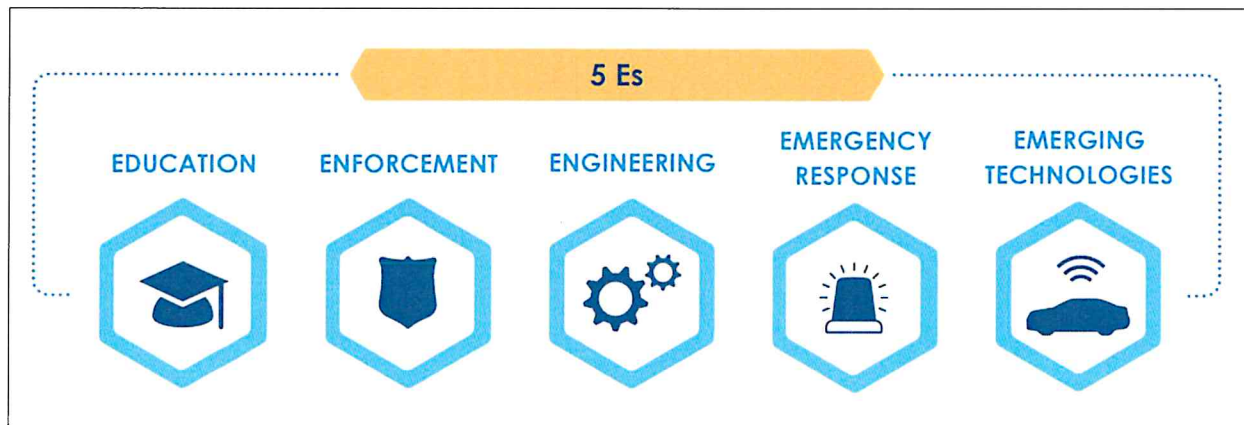 5 Es
EDUCATION
ENFORCEMENT
ENGINEERING
EMERGENCY
RESPONSE
EMERGING
TECHNOLOGIES